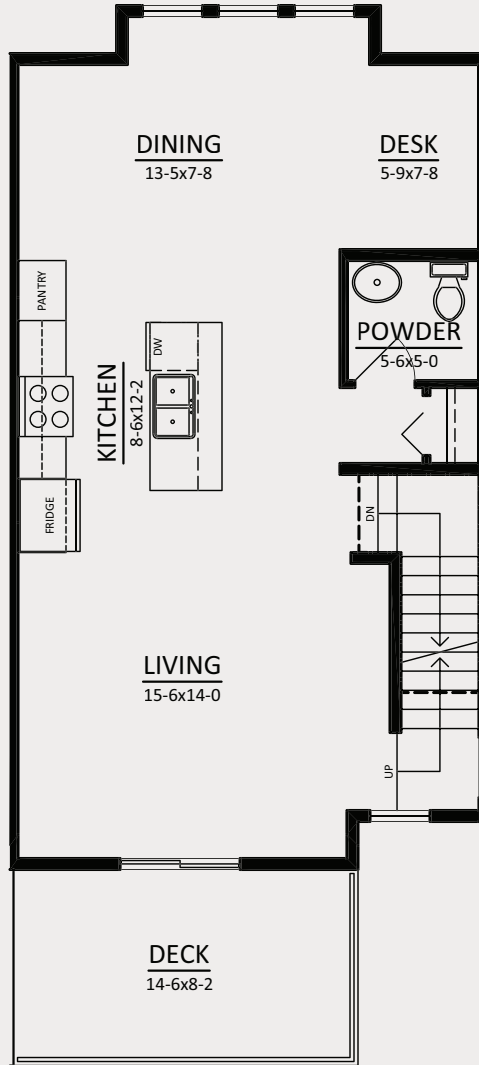 DINING
13-5x7-8
DESK
5-9x7-8
PANTRY
POWDER
5-6x5-0
DW
KITCHEN
8-6x12-2
FRIDGE
DN
LIVING
15-6x14-0
UP
DECK
14-6x8-2